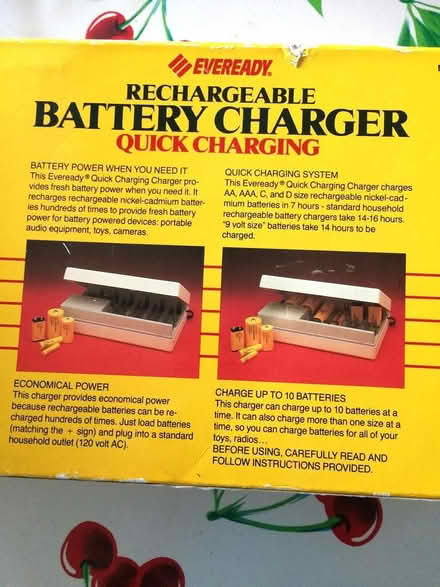 EVEREADY®
RECHARGEABLE
BATTERY CHARGER
QUICK CHARGING
BATTERY POWER WHEN YOU NEED IT
This Eveready® Quick Charging Charger pro-
vides fresh battery power when you need it. It
recharges rechargeable nickel-cadmium batter-
ies hundreds of times to provide fresh battery
power for battery powered devices: portable
audio equipment, toys, cameras.
QUICK CHARGING SYSTEM
This Eveready® Quick Charging Charger charges
AA, AAA, C, and D size rechargeable nickel-cad-
mium batteries in 7 hours - standard household
rechargeable battery chargers take 14-16 hours.
"9 volt size" batteries take 14 hours to be
charged.
ECONOMICAL POWER
This charger provides economical power
because rechargeable batteries can be re-
charged hundreds of times. Just load batteries
(matching the + sign) and plug into a standard
household outlet (120 volt AC).
CHARGE UP TO 10 BATTERIES
This charger can charge up to 10 batteries at a
time. It can also charge more than one size at a
time, so you can charge batteries for all of your
toys, radios...
BEFORE USING, CAREFULLY READ AND
FOLLOW INSTRUCTIONS PROVIDED.